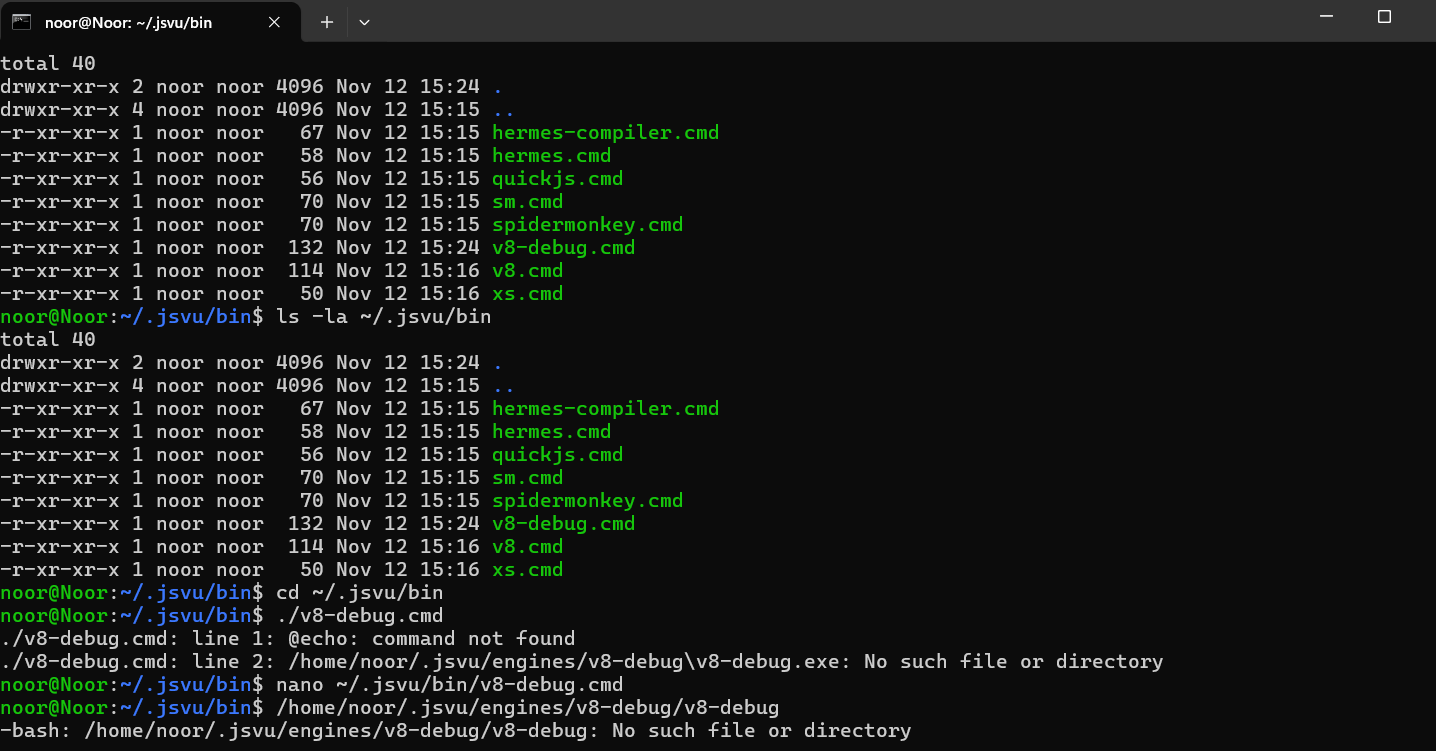 noor@Noor: ~/.jsvu/bin
total 40
drwxr-xr-x 2 noor noor 4096 Nov 12 15:24 .
drwxr-xr-x 4 noor noor 4096 Nov 12 15:15 ..
-r-xr-xr-x 1 noor noor   67 Nov 12 15:15 hermes-compiler.cmd
-r-xr-xr-x 1 noor noor   58 Nov 12 15:15 hermes.cmd
-r-xr-xr-x 1 noor noor   56 Nov 12 15:15 quickjs.cmd
-r-xr-xr-x 1 noor noor   70 Nov 12 15:15 sm.cmd
-r-xr-xr-x 1 noor noor   70 Nov 12 15:15 spidermonkey.cmd
-r-xr-xr-x 1 noor noor  132 Nov 12 15:24 v8-debug.cmd
-r-xr-xr-x 1 noor noor  114 Nov 12 15:16 v8.cmd
-r-xr-xr-x 1 noor noor   50 Nov 12 15:16 xs.cmd
noor@Noor:~/.jsvu/bin$ ls -la ~/.jsvu/bin
total 40
drwxr-xr-x 2 noor noor 4096 Nov 12 15:24 .
drwxr-xr-x 4 noor noor 4096 Nov 12 15:15 ..
-r-xr-xr-x 1 noor noor   67 Nov 12 15:15 hermes-compiler.cmd
-r-xr-xr-x 1 noor noor   58 Nov 12 15:15 hermes.cmd
-r-xr-xr-x 1 noor noor   56 Nov 12 15:15 quickjs.cmd
-r-xr-xr-x 1 noor noor   70 Nov 12 15:15 sm.cmd
-r-xr-xr-x 1 noor noor   70 Nov 12 15:15 spidermonkey.cmd
-r-xr-xr-x 1 noor noor  132 Nov 12 15:24 v8-debug.cmd
-r-xr-xr-x 1 noor noor  114 Nov 12 15:16 v8.cmd
-r-xr-xr-x 1 noor noor   50 Nov 12 15:16 xs.cmd
noor@Noor:~/.jsvu/bin$ cd ~/.jsvu/bin
noor@Noor:~/.jsvu/bin$ ./v8-debug.cmd
./v8-debug.cmd: line 1: @echo: command not found
./v8-debug.cmd: line 2: /home/noor/.jsvu/engines/v8-debug\v8-debug.exe: No such file or directory
noor@Noor:~/.jsvu/bin$ nano ~/.jsvu/bin/v8-debug.cmd
noor@Noor:~/.jsvu/bin$ /home/noor/.jsvu/engines/v8-debug/v8-debug
-bash: /home/noor/.jsvu/engines/v8-debug/v8-debug: No such file or directory